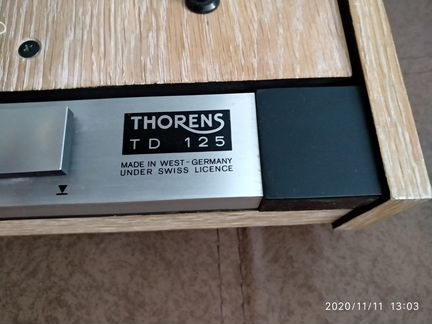 THORENS
TD 125
MADE IN WEST-GERMANY
UNDER SWISS LICENCE
2020/11/11 13:03